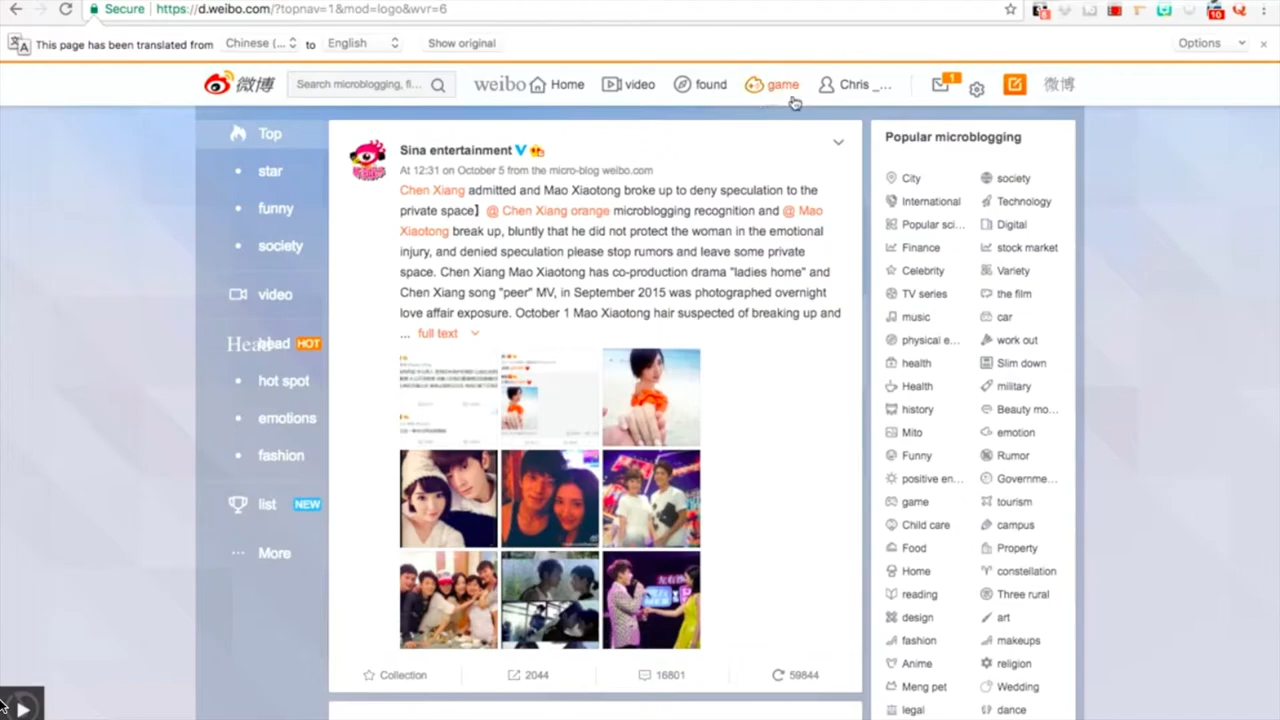 Secure https://d.weibo.com/?topnav=1&mod=logo&wvr=6
10
This page has been translated from Chinese (... to English Show original Options
微博 Search microblogging, fi... weibo Home video found game Chris _... 1 微博
Top
star
funny
society
video
Head HOT
hot spot
emotions
fashion
list NEW
More
Sina entertainment
At 12:31 on October 5 from the micro-blog weibo.com
Chen Xiang admitted and Mao Xiaotong broke up to deny speculation to the
private space】 @ Chen Xiang orange microblogging recognition and @ Mao
Xiaotong break up, bluntly that he did not protect the woman in the emotional
injury, and denied speculation please stop rumors and leave some private
space. Chen Xiang Mao Xiaotong has co-production drama "ladies home" and
Chen Xiang song "peer" MV, in September 2015 was photographed overnight
love affair exposure. October 1 Mao Xiaotong hair suspected of breaking up and
... full text
左右沙
Collection 2044 16801 59844
Popular microblogging
City society
International Technology
Popular sci... Digital
Finance stock market
Celebrity Variety
TV series the film
music car
physical e... work out
health Slim down
Health military
history Beauty mo...
Mito emotion
Funny Rumor
positive en... Governme...
game tourism
Child care campus
Food Property
Home constellation
reading Three rural
design art
fashion makeups
Anime religion
Meng pet Wedding
legal dance